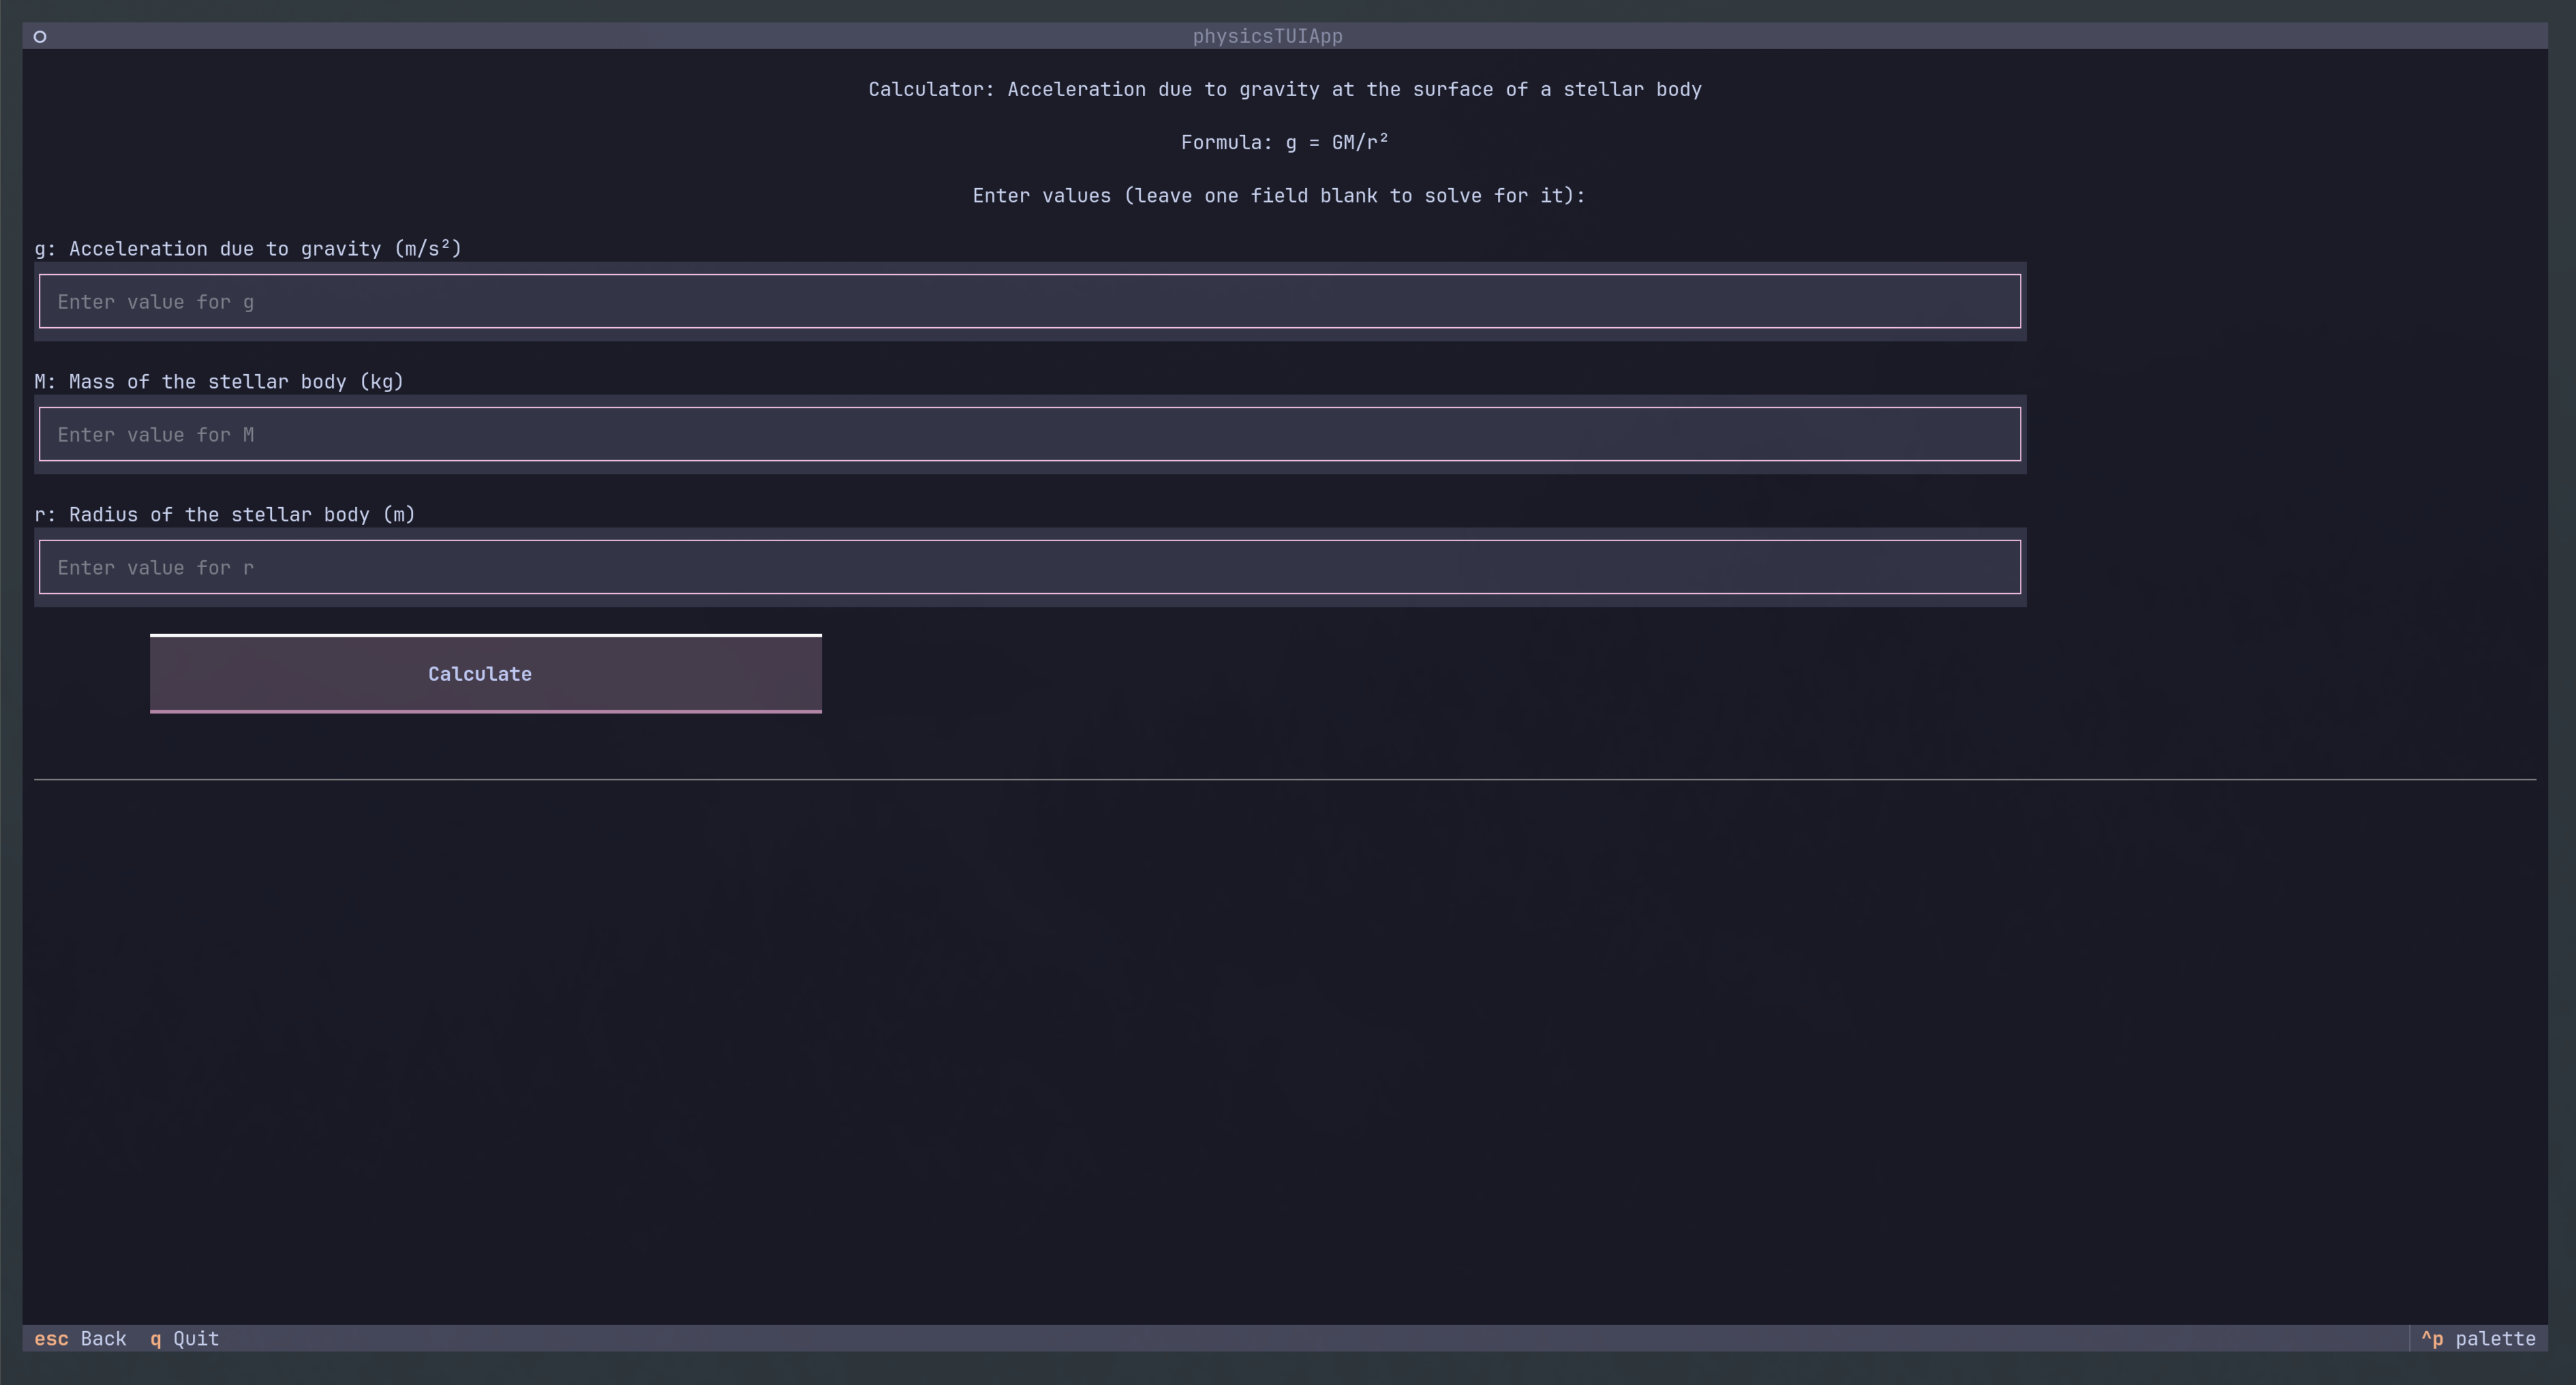 physicsTUIApp
Calculator: Acceleration due to gravity at the surface of a stellar body
Formula: g = GM/r²
Enter values (leave one field blank to solve for it):
g: Acceleration due to gravity (m/s²)
Enter value for g
M: Mass of the stellar body (kg)
Enter value for M
r: Radius of the stellar body (m)
Enter value for r
Calculate
esc Back q Quit ^p palette